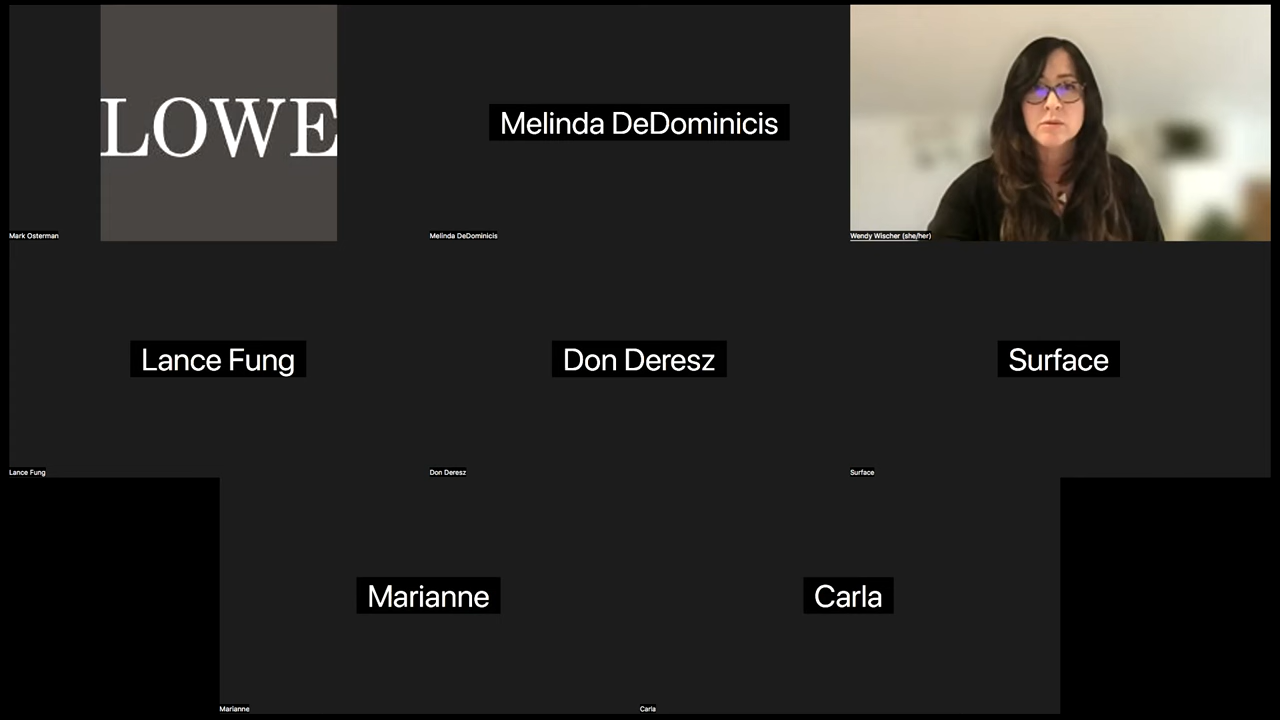 LOWE
Mark Osterman
Melinda DeDominicis
Melinda DeDominicis
Wendy Wischer (she/her)
Lance Fung
Lance Fung
Don Deresz
Don Deresz
Surface
Surface
Marianne
Marianne
Carla
Carla